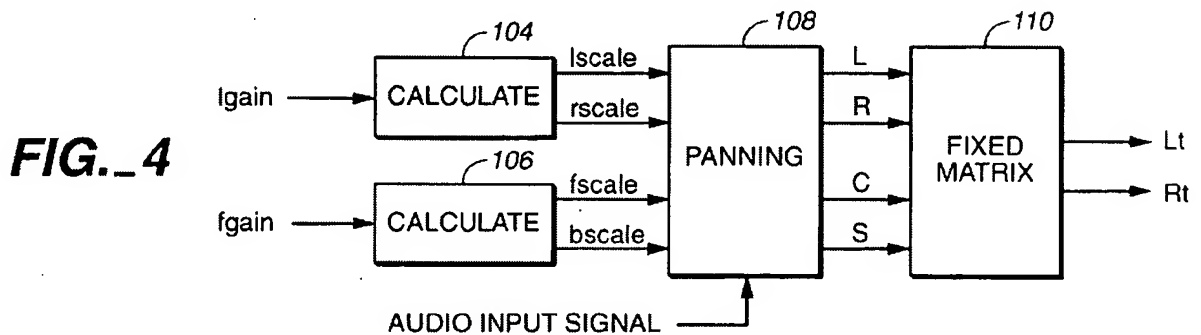 FIG._4
lgain
104
CALCULATE
lscale
rscale
fgain
106
CALCULATE
fscale
bscale
108
PANNING
AUDIO INPUT SIGNAL
L
R
C
S
110
FIXED
MATRIX
Lt
Rt